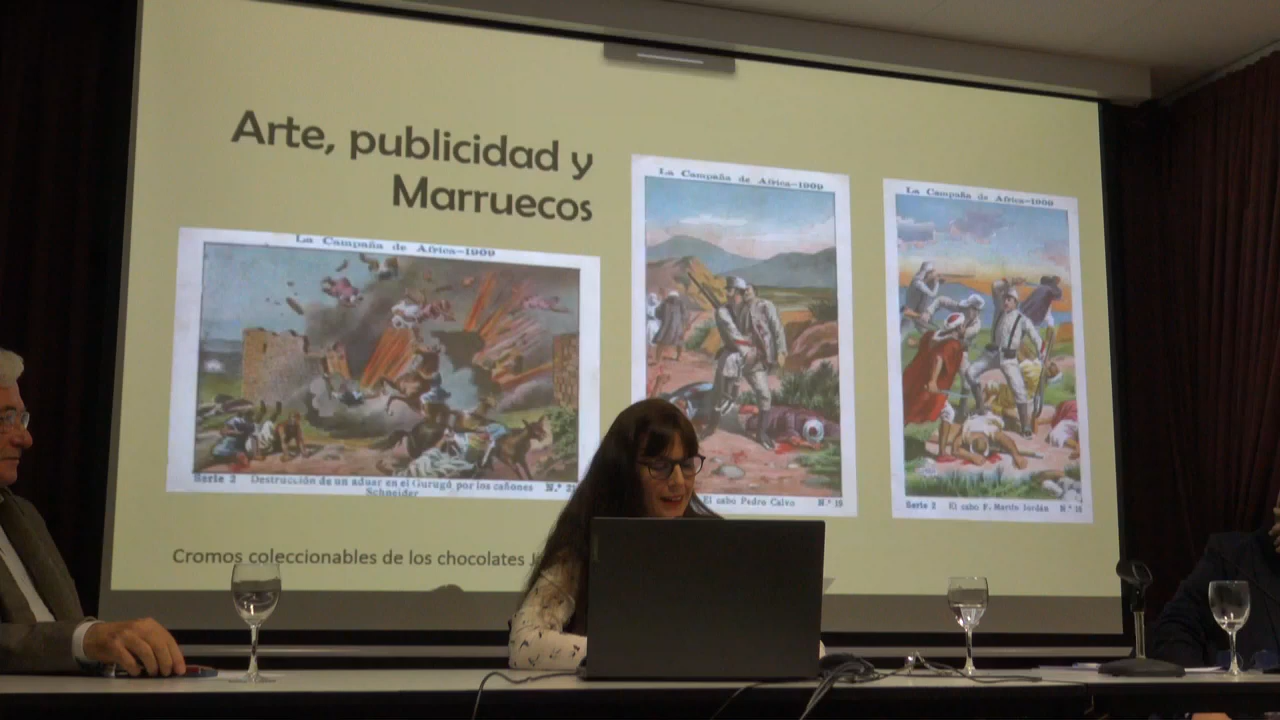 Arte, publicidad y
Marruecos
La Campaña de Africa-1909
Serie 2 Destrucción de un aduar en el Gurugú por los cañones N.º
Schneider
La Campaña de Africa-1909
El cabo Pedro Calvo N.º 19
La Campaña de Africa-1909
Serie 2 El cabo F. Martín Jordán N.º 18
Cromos coleccionables de los chocolates